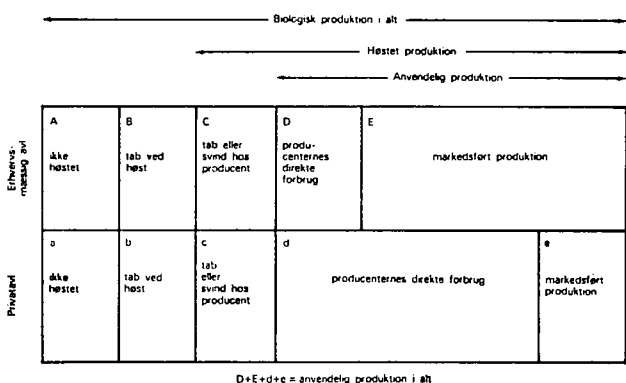 Biologisk produktion i alt
Høstet produktion
Anvendelig produktion
Erhvervs-
mæssig avl
A
ikke
høstet
B
tab ved
høst
C
tab eller
svind hos
producent
D
produ-
centernes
direkte
forbrug
E
markedsført produktion
Privatavl
a
ikke
høstet
b
tab ved
høst
c
tab
eller
svind hos
producent
d
producenternes direkte forbrug
e
markedsført
produktion
D+E+d+e = anvendelig produktion i alt